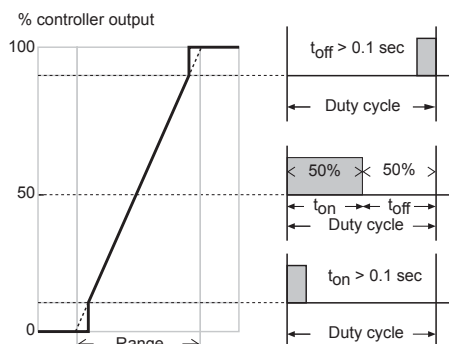 % controller output
100
50
0
Range
toff > 0.1 sec
Duty cycle
50% 50%
ton toff
Duty cycle
ton > 0.1 sec
Duty cycle